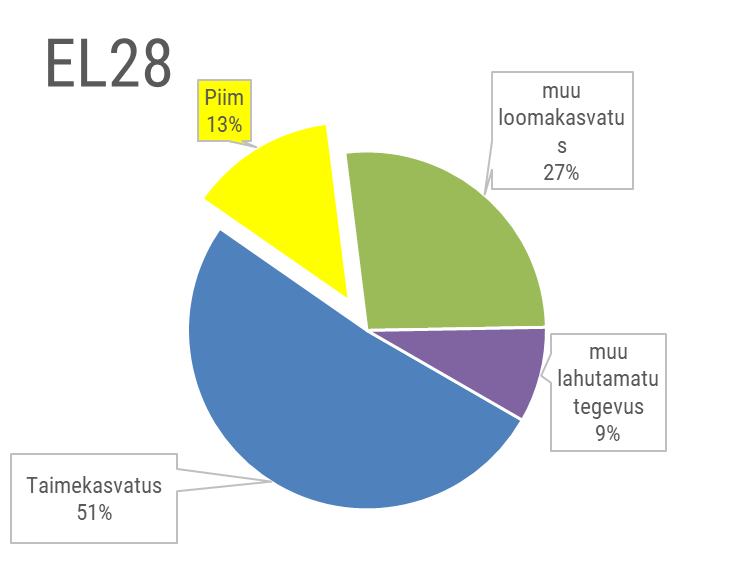 EL28
Piim
13%
muu
loomakasvatu
s
27%
muu
lahutamatu
tegevus
9%
Taimekasvatus
51%